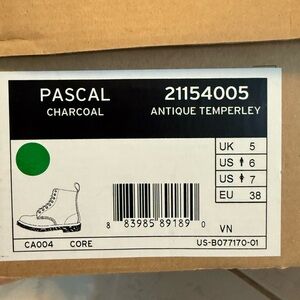 PASCAL 21154005
CHARCOAL ANTIQUE TEMPERLEY
UK 5
US 6
US 7
EU 38
8 83985 89189 0
VN
CA004 CORE US-B077170-01